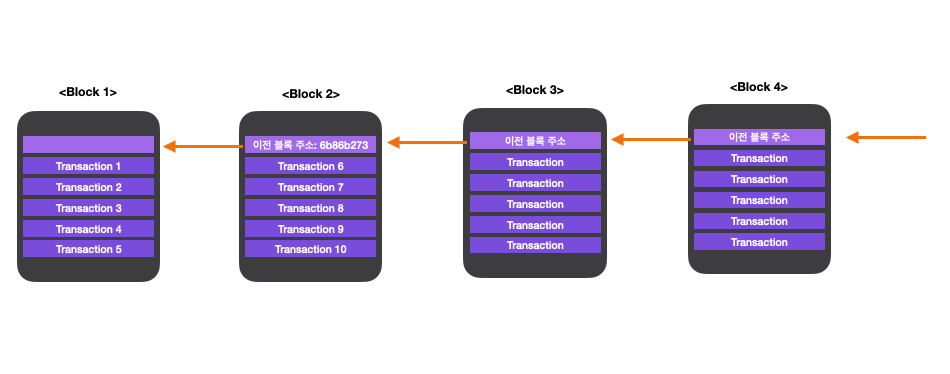 <Block 1>
Transaction 1
Transaction 2
Transaction 3
Transaction 4
Transaction 5
<Block 2>
이전 블록 주소: 6b86b273
Transaction 6
Transaction 7
Transaction 8
Transaction 9
Transaction 10
<Block 3>
이전 블록 주소
Transaction
Transaction
Transaction
Transaction
Transaction
<Block 4>
이전 블록 주소
Transaction
Transaction
Transaction
Transaction
Transaction